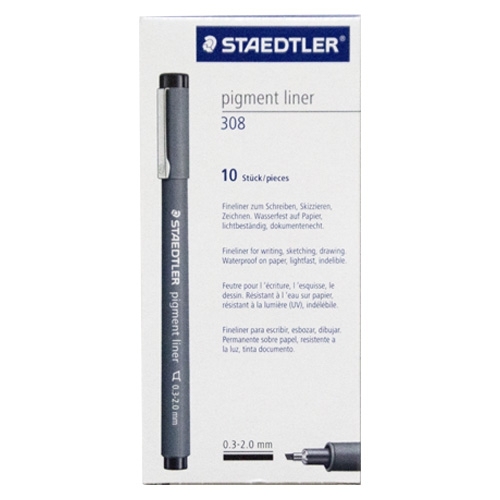 STAEDTLER
pigment liner
308
10 Stück/pieces
Fineliner zum Schreiben, Skizzieren,
Zeichnen. Wasserfest auf Papier,
lichtbeständig, dokumentenecht.
Fineliner for writing, sketching, drawing.
Waterproof on paper, lightfast, indelible.
Feutre pour l'écriture, l'esquisse, le
dessin. Résistant à l'eau sur papier,
résistant à la lumière (UV), indélébile.
Fineliner para escribir, esbozar, dibujar.
Permanente sobre papel, resistente a
la luz, tinta documento.
0.3-2.0 mm
STAEDTLER pigment liner 0.3-2.0 mm